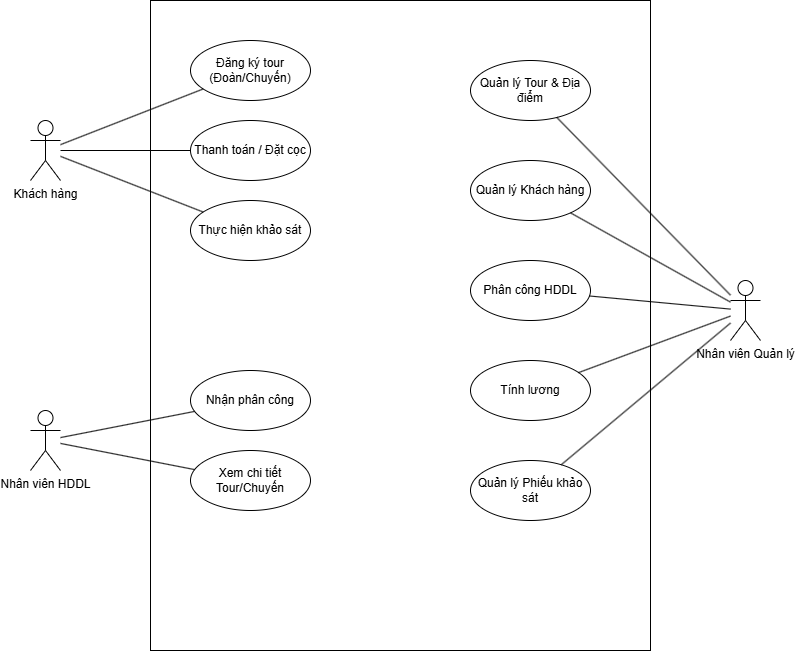 Đăng ký tour
(Đoàn/Chuyến)
Thanh toán / Đặt cọc
Thực hiện khảo sát
Khách hàng
Nhận phân công
Xem chi tiết
Tour/Chuyến
Nhân viên HDDL
Quản lý Tour & Địa
điểm
Quản lý Khách hàng
Phân công HDDL
Tính lương
Quản lý Phiếu khảo
sát
Nhân viên Quản lý